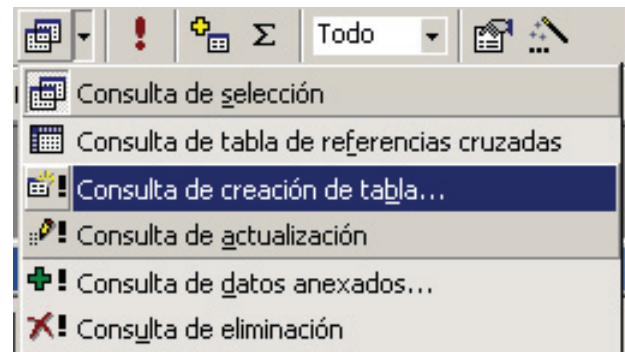 Todo
Consulta de selección
Consulta de tabla de referencias cruzadas
Consulta de creación de tabla...
Consulta de actualización
Consulta de datos anexados...
Consulta de eliminación